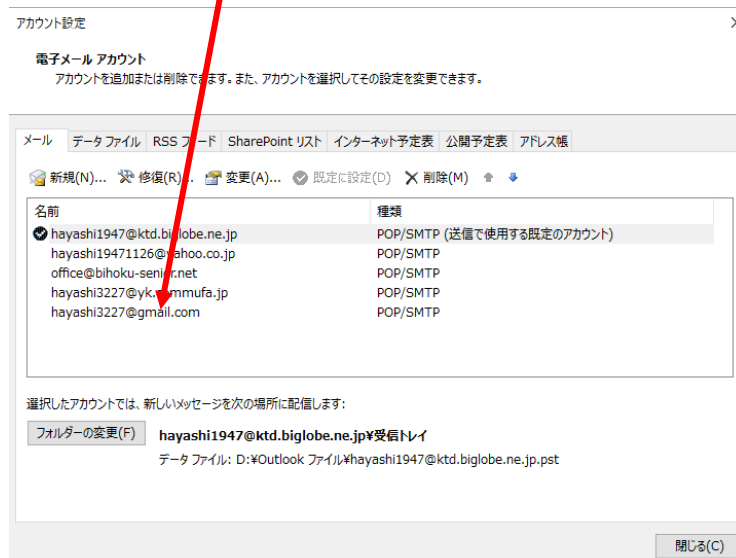 アカウント設定
電子メール アカウント
アカウントを追加または削除できます。また、アカウントを選択してその設定を変更できます。
メール データ ファイル RSS フィード SharePoint リスト インターネット予定表 公開予定表 アドレス帳
新規(N)... 修復(R)... 変更(A)... 既定に設定(D) 削除(M)
名前 種類
hayashi1947@ktd.biglobe.ne.jp POP/SMTP (送信で使用する既定のアカウント)
hayashi19471126@yahoo.co.jp POP/SMTP
office@bihoku-senior.net POP/SMTP
hayashi3227@yk.commufa.jp POP/SMTP
hayashi3227@gmail.com POP/SMTP
選択したアカウントでは、新しいメッセージを次の場所に配信します:
フォルダーの変更(F) hayashi1947@ktd.biglobe.ne.jp¥受信トレイ
データ ファイル: D:¥Outlook ファイル¥hayashi1947@ktd.biglobe.ne.jp.pst
閉じる(C)